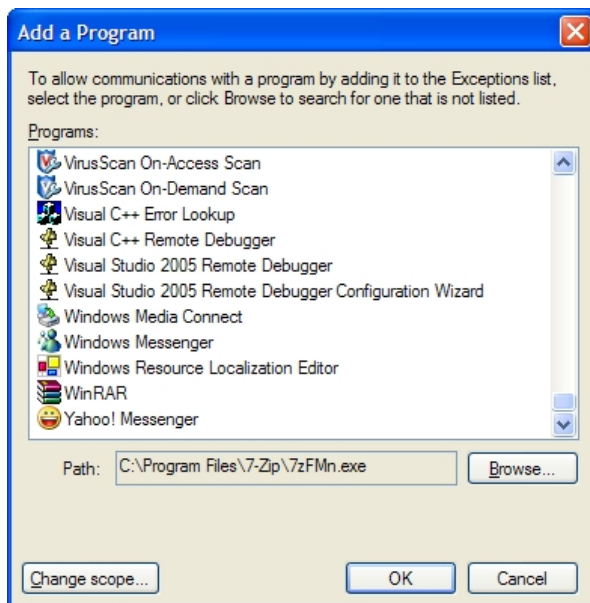 Add a Program
To allow communications with a program by adding it to the Exceptions list,
select the program, or click Browse to search for one that is not listed.
Programs:
VirusScan On-Access Scan
VirusScan On-Demand Scan
Visual C++ Error Lookup
Visual C++ Remote Debugger
Visual Studio 2005 Remote Debugger
Visual Studio 2005 Remote Debugger Configuration Wizard
Windows Media Connect
Windows Messenger
Windows Resource Localization Editor
WinRAR
Yahoo! Messenger
Path: C:\Program Files\7-Zip\7zFMn.exe Browse...
Change scope... OK Cancel